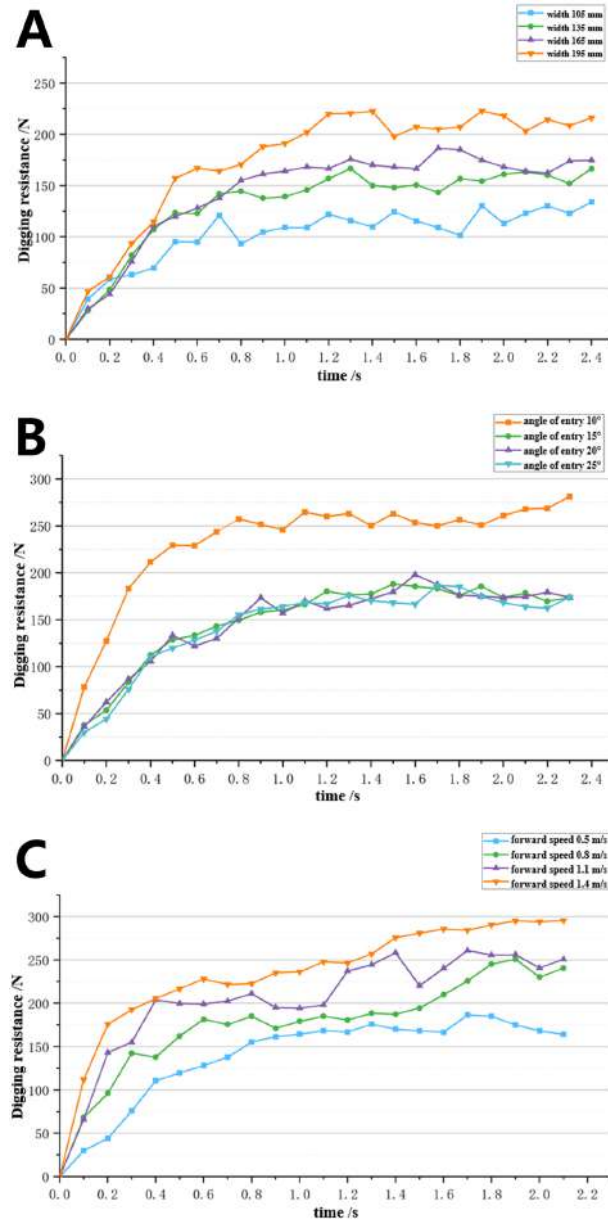 A
width 105 mm
width 135 mm
width 165 mm
width 195 mm
Digging resistance /N
250
200
150
100
50
0
0.0 0.2 0.4 0.6 0.8 1.0 1.2 1.4 1.6 1.8 2.0 2.2 2.4
time /s
B
angle of entry 10°
angle of entry 15°
angle of entry 20°
angle of entry 25°
Digging resistance /N
300
250
200
150
100
50
0
0.0 0.2 0.4 0.6 0.8 1.0 1.2 1.4 1.6 1.8 2.0 2.2 2.4
time /s
C
forward speed 0.5 m/s
forward speed 0.8 m/s
forward speed 1.1 m/s
forward speed 1.4 m/s
Digging resistance /N
300
250
200
150
100
50
0
0.0 0.2 0.4 0.6 0.8 1.0 1.2 1.4 1.6 1.8 2.0 2.2
time /s